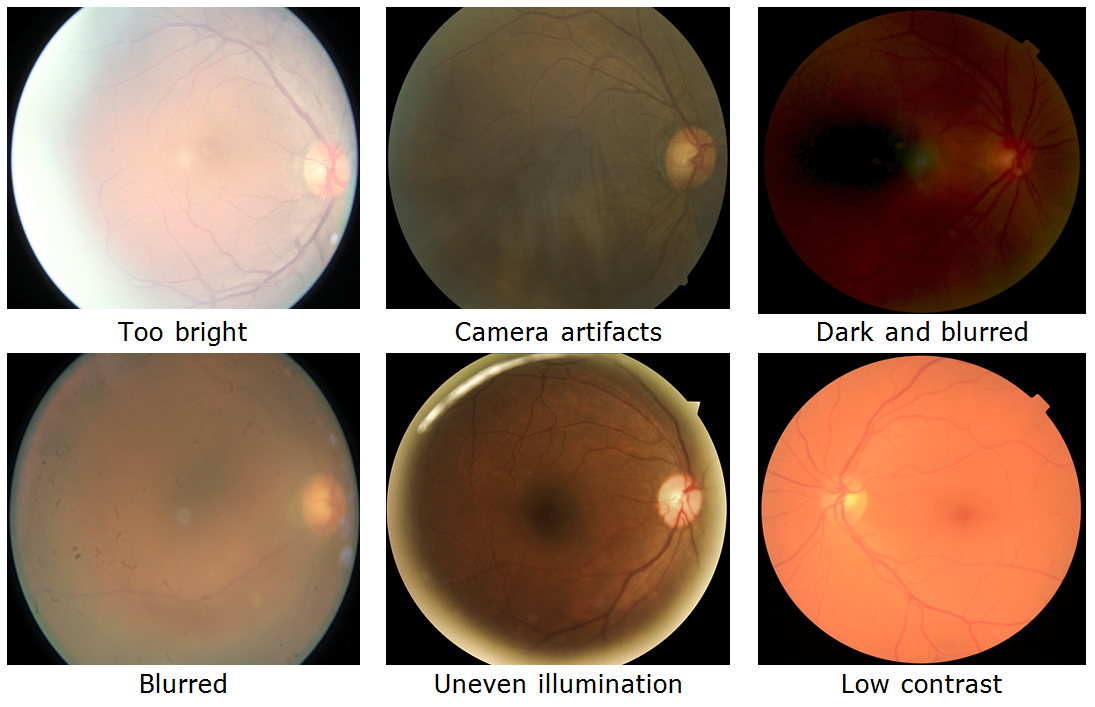 Too bright
Camera artifacts
Dark and blurred
Blurred
Uneven illumination
Low contrast